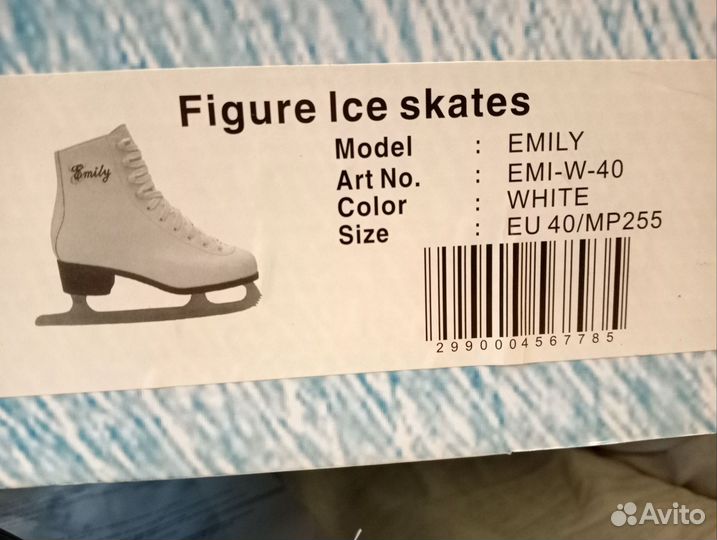 Figure Ice skates
Emily
Model : EMILY
Art No. : EMI-W-40
Color : WHITE
Size : EU 40/MP255
2990004567785
Avito